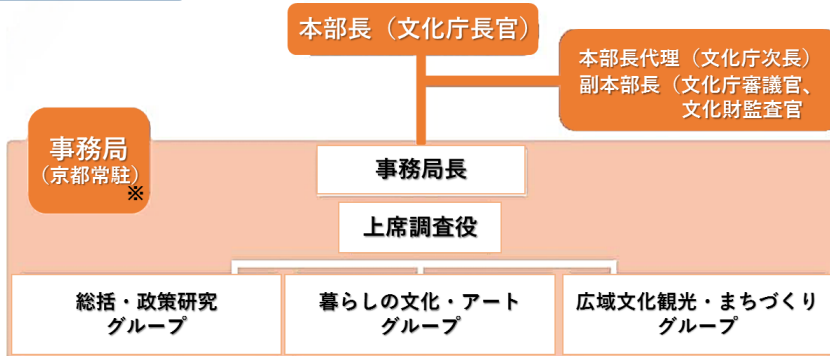 本部長（文化庁長官）
本部長代理（文化庁次長）
副本部長（文化庁審議官、
文化財監査官
事務局
（京都常駐）
※
事務局長
上席調査役
総括・政策研究
グループ
暮らしの文化・アート
グループ
広域文化観光・まちづくり
グループ